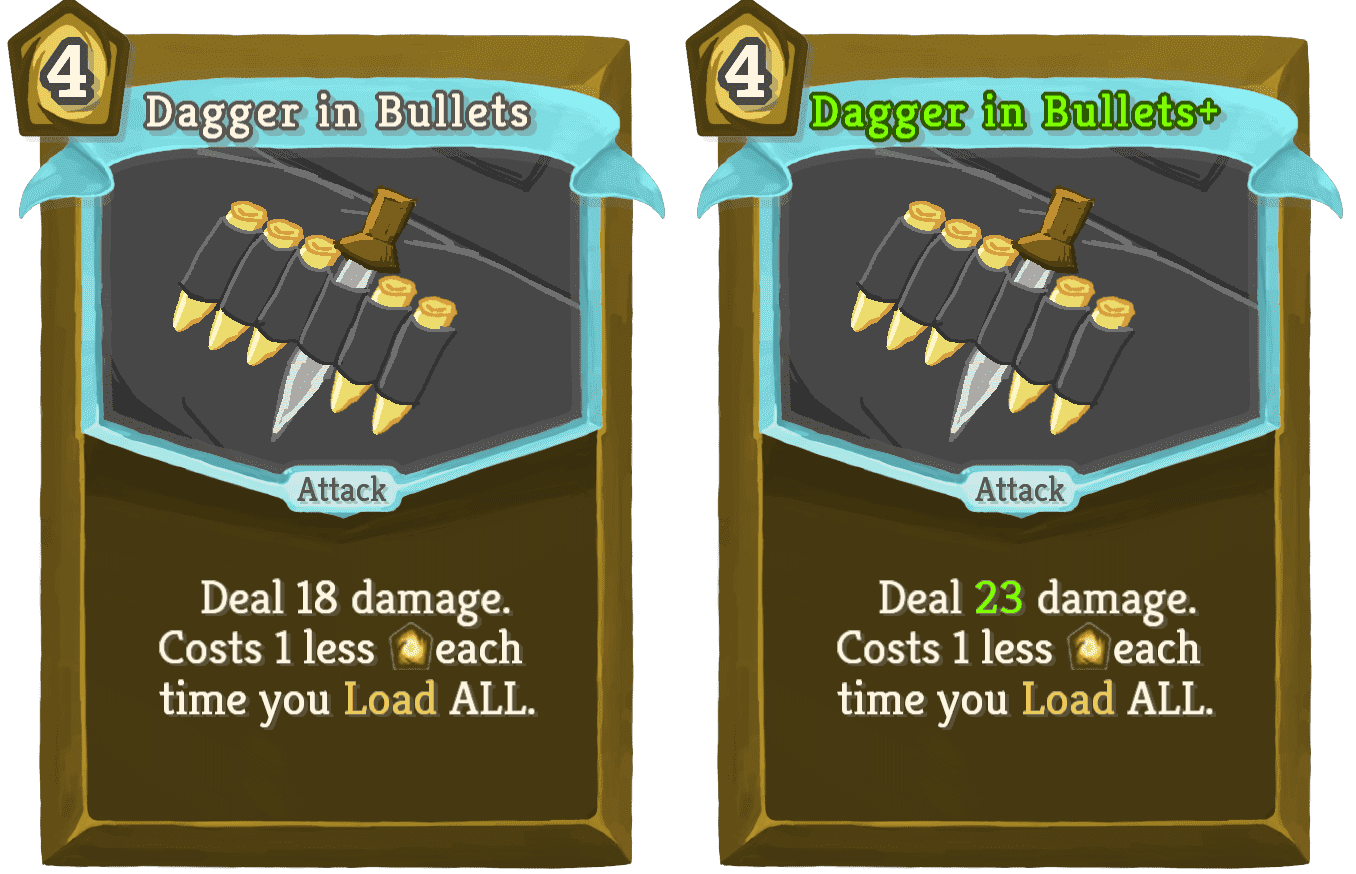 4
Dagger in Bullets
Attack
Deal 18 damage.
Costs 1 less each
time you Load ALL.
4
Dagger in Bullets+
Attack
Deal 23 damage.
Costs 1 less each
time you Load ALL.